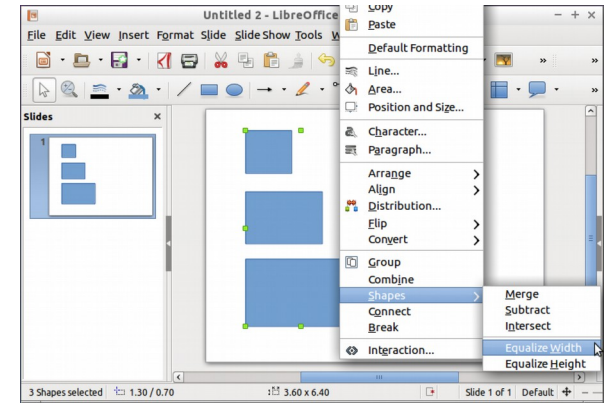 Untitled 2 - LibreOffice
File Edit View Insert Format Slide Slide Show Tools W
Copy
Paste
Default Formatting
Line...
Area...
Position and Size...
Character...
Paragraph...
Arrange
Align
Distribution...
Flip
Convert
Group
Combine
Shapes
Connect
Break
Interaction...
Merge
Subtract
Intersect
Equalize Width
Equalize Height
Slides
1
3 Shapes selected 1.30 / 0.70 3.60 x 6.40 Slide 1 of 1 Default